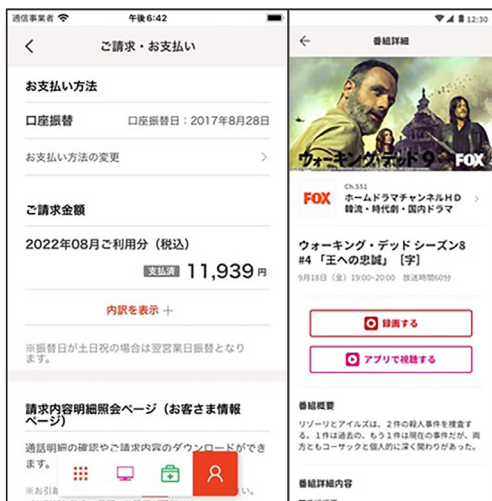 通信事業者
午後6:42
ご請求・お支払い
お支払い方法
口座振替
口座振替日：2017年8月28日
お支払い方法の変更
ご請求金額
2022年08月ご利用分（税込）
支払済 11,939 円
内訳を表示 ＋
※振替日が土日祝の場合は翌営業日振替となり
ます。
請求内容明細照会ページ（お客さま情報
ページ）
通話明細の確認やご請求内容のダウンロードができ
ます。
※お引
い。
12:30
番組詳細
ウォーキング・デッド 9
FOX
FOX
Ch.551
ホームドラマチャンネルHD
韓流・時代劇・国内ドラマ
ウォーキング・デッド シーズン8
#4 「王への忠誠」［字］
9月18日（金）19:00~20:00 放送時間60分
録画する
アプリで視聴する
番組概要
リゾーリとアイルズは、2件の殺人事件を捜査す
る。1件は過去の、もう1件は現在の事件だが、両
方ともコーサックと個人的に深く関わりがあった。
番組詳細内容